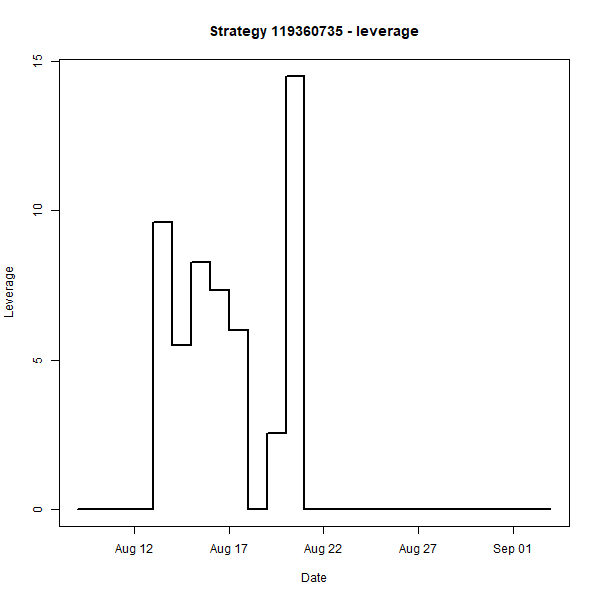 Strategy 119360735 - leverage
15
10
5
0
Leverage
Aug 12
Aug 17
Aug 22
Aug 27
Sep 01
Date